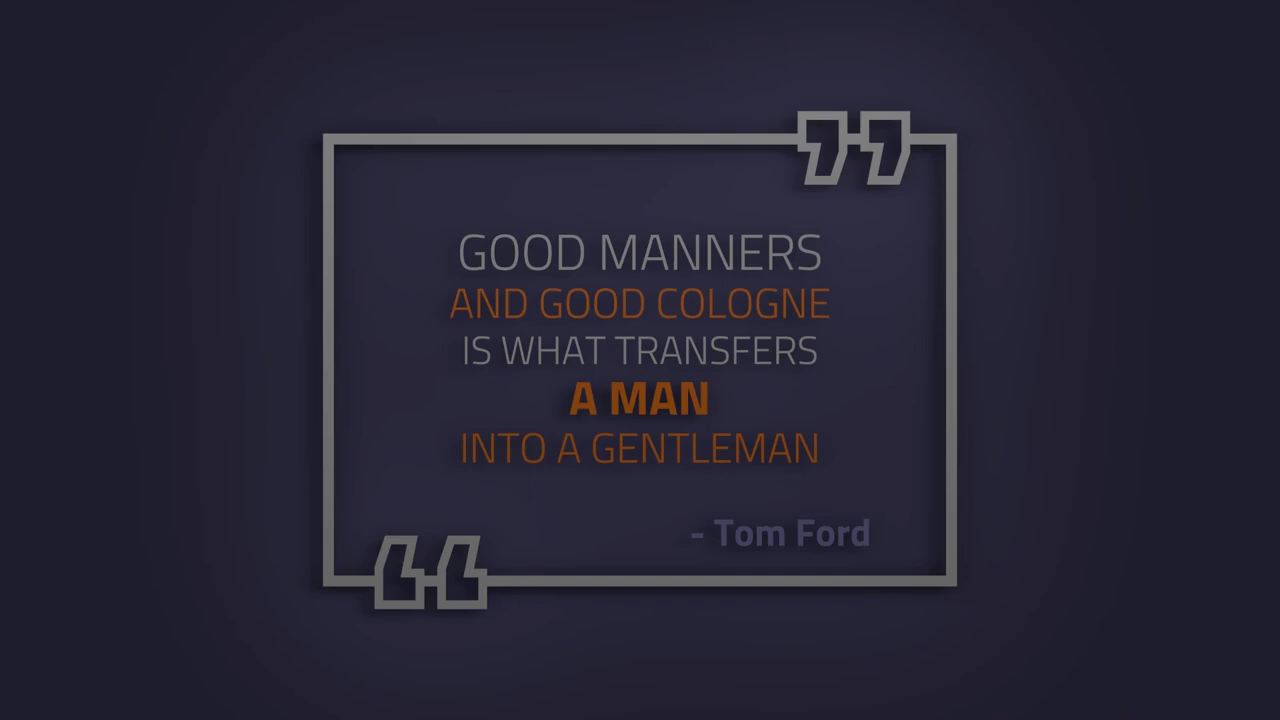 GOOD MANNERS
AND GOOD COLOGNE
IS WHAT TRANSFERS
A MAN
INTO A GENTLEMAN
- Tom Ford